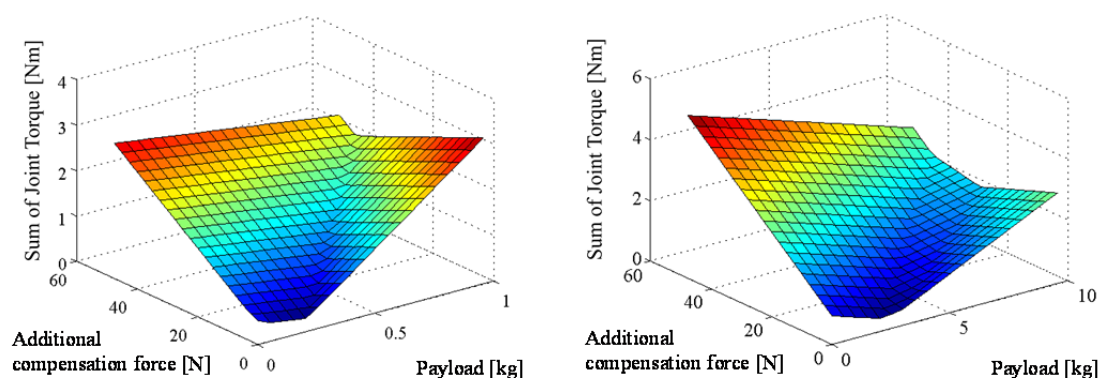 Sum of Joint Torque [Nm]
4
3
2
1
0
60
40
20
0
0
0.5
1
Additional
compensation force [N]
Payload [kg]
Sum of Joint Torque [Nm]
6
4
2
0
60
40
20
0
0
5
10
Additional
compensation force [N]
Payload [kg]